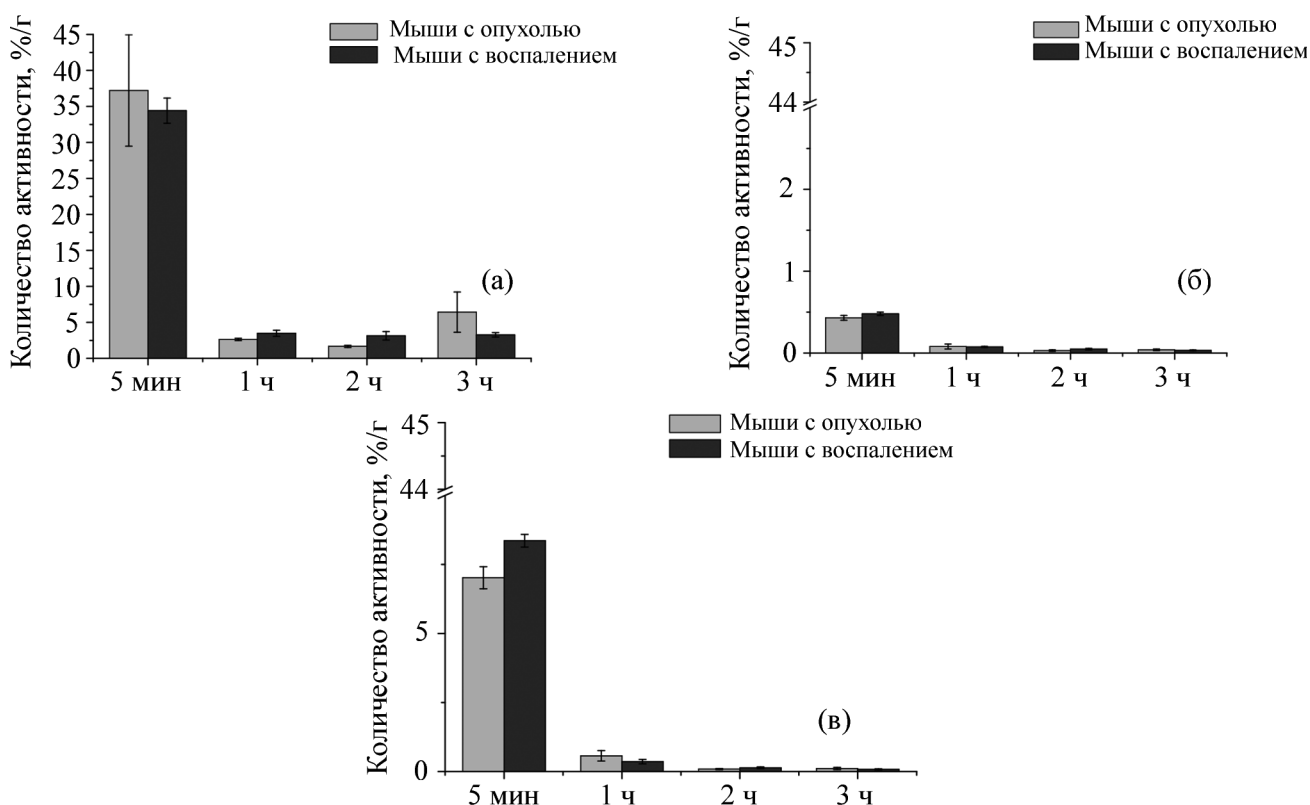 Количество активности, %/г
45
40
35
30
25
20
15
10
5
0
Мыши с опухолью
Мыши с воспалением
(а)
5 мин 1 ч 2 ч 3 ч
Количество активности, %/г
45
44
2
1
0
Мыши с опухолью
Мыши с воспалением
(б)
5 мин 1 ч 2 ч 3 ч
Количество активности, %/г
45
44
5
0
Мыши с опухолью
Мыши с воспалением
(в)
5 мин 1 ч 2 ч 3 ч